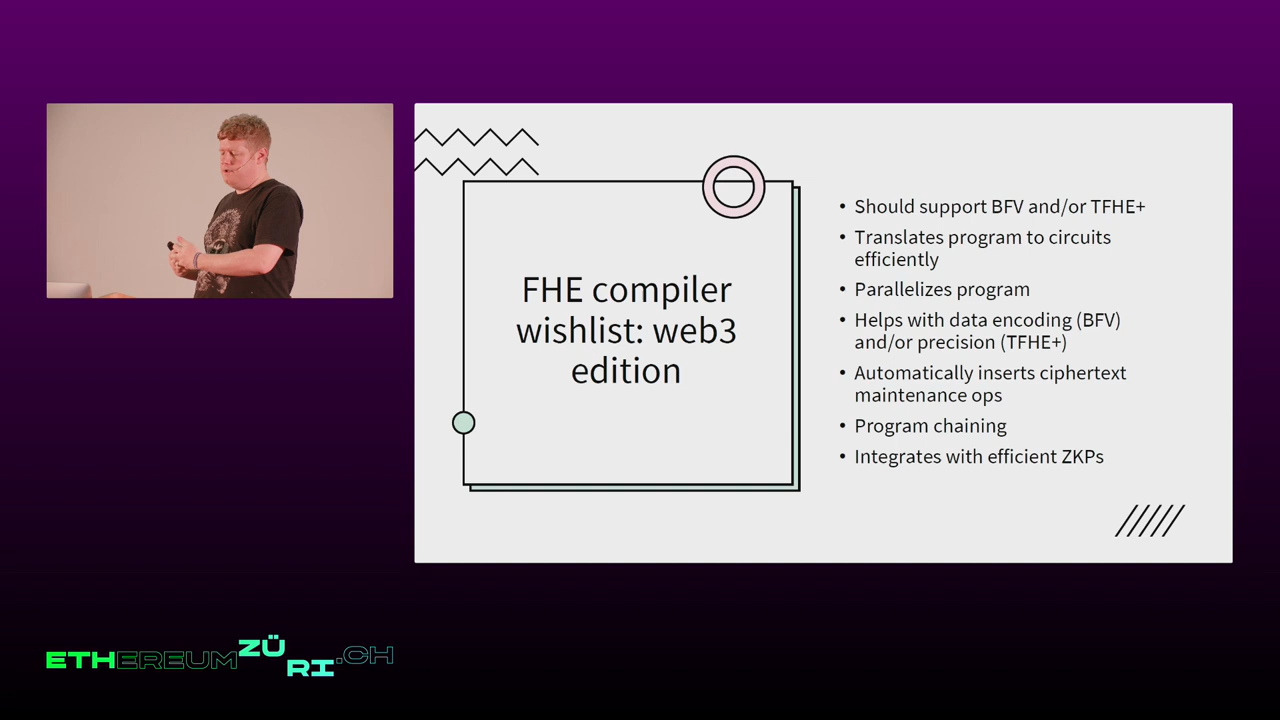 FHE compiler
wishlist: web3
edition
• Should support BFV and/or TFHE+
• Translates program to circuits
efficiently
• Parallelizes program
• Helps with data encoding (BFV)
and/or precision (TFHE+)
• Automatically inserts ciphertext
maintenance ops
• Program chaining
• Integrates with efficient ZKPs
ETHEREUMZÜRI.CH